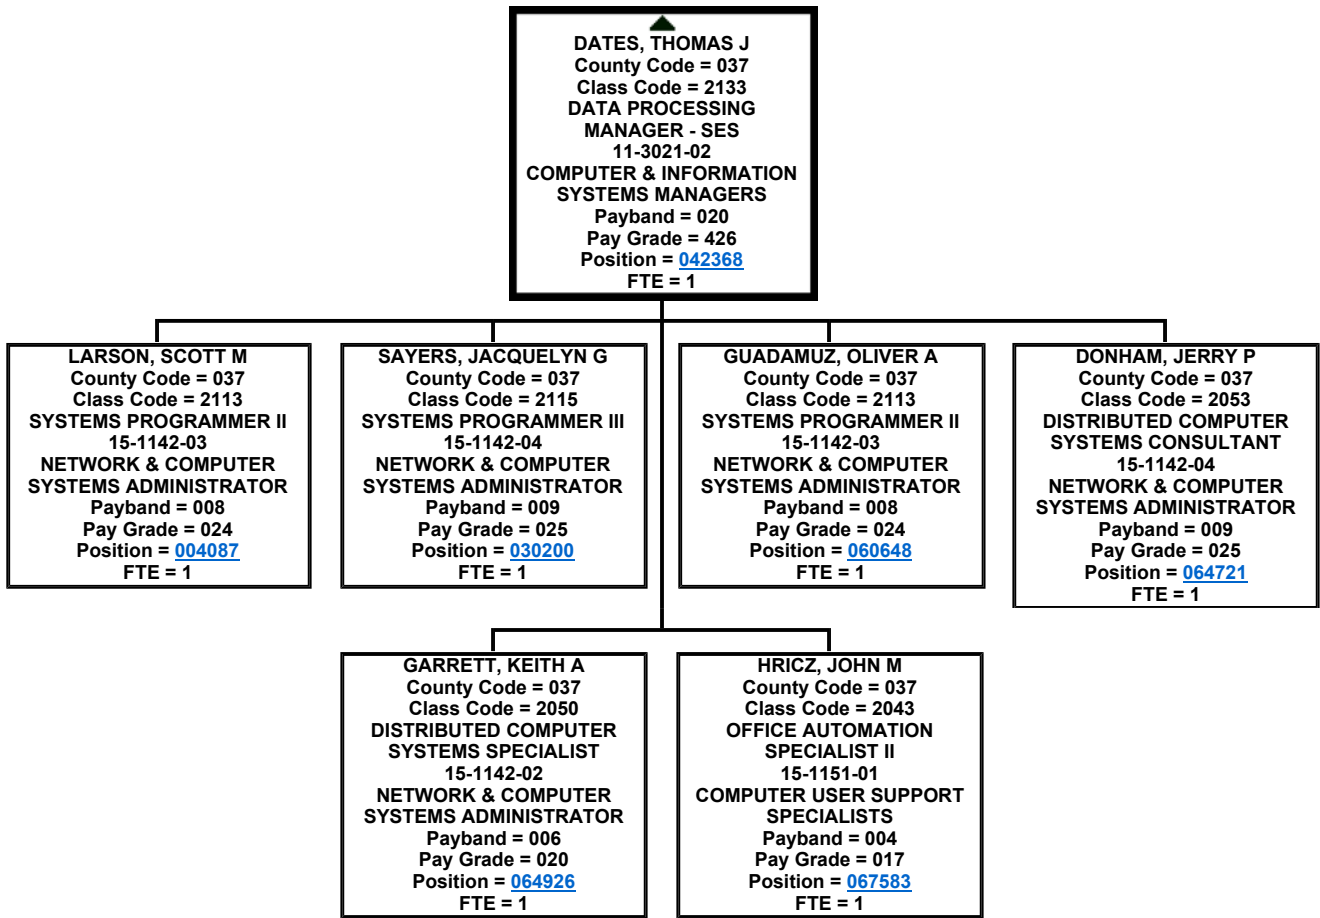 DATES, THOMAS J
County Code = 037
Class Code = 2133
DATA PROCESSING
MANAGER - SES
11-3021-02
COMPUTER & INFORMATION
SYSTEMS MANAGERS
Payband = 020
Pay Grade = 426
Position = 042368
FTE = 1
LARSON, SCOTT M
County Code = 037
Class Code = 2113
SYSTEMS PROGRAMMER II
15-1142-03
NETWORK & COMPUTER
SYSTEMS ADMINISTRATOR
Payband = 008
Pay Grade = 024
Position = 004087
FTE = 1
SAYERS, JACQUELYN G
County Code = 037
Class Code = 2115
SYSTEMS PROGRAMMER III
15-1142-04
NETWORK & COMPUTER
SYSTEMS ADMINISTRATOR
Payband = 009
Pay Grade = 025
Position = 030200
FTE = 1
GUADAMUZ, OLIVER A
County Code = 037
Class Code = 2113
SYSTEMS PROGRAMMER II
15-1142-03
NETWORK & COMPUTER
SYSTEMS ADMINISTRATOR
Payband = 008
Pay Grade = 024
Position = 060648
FTE = 1
DONHAM, JERRY P
County Code = 037
Class Code = 2053
DISTRIBUTED COMPUTER
SYSTEMS CONSULTANT
15-1142-04
NETWORK & COMPUTER
SYSTEMS ADMINISTRATOR
Payband = 009
Pay Grade = 025
Position = 064721
FTE = 1
GARRETT, KEITH A
County Code = 037
Class Code = 2050
DISTRIBUTED COMPUTER
SYSTEMS SPECIALIST
15-1142-02
NETWORK & COMPUTER
SYSTEMS ADMINISTRATOR
Payband = 006
Pay Grade = 020
Position = 064926
FTE = 1
HRICZ, JOHN M
County Code = 037
Class Code = 2043
OFFICE AUTOMATION
SPECIALIST II
15-1151-01
COMPUTER USER SUPPORT
SPECIALISTS
Payband = 004
Pay Grade = 017
Position = 067583
FTE = 1